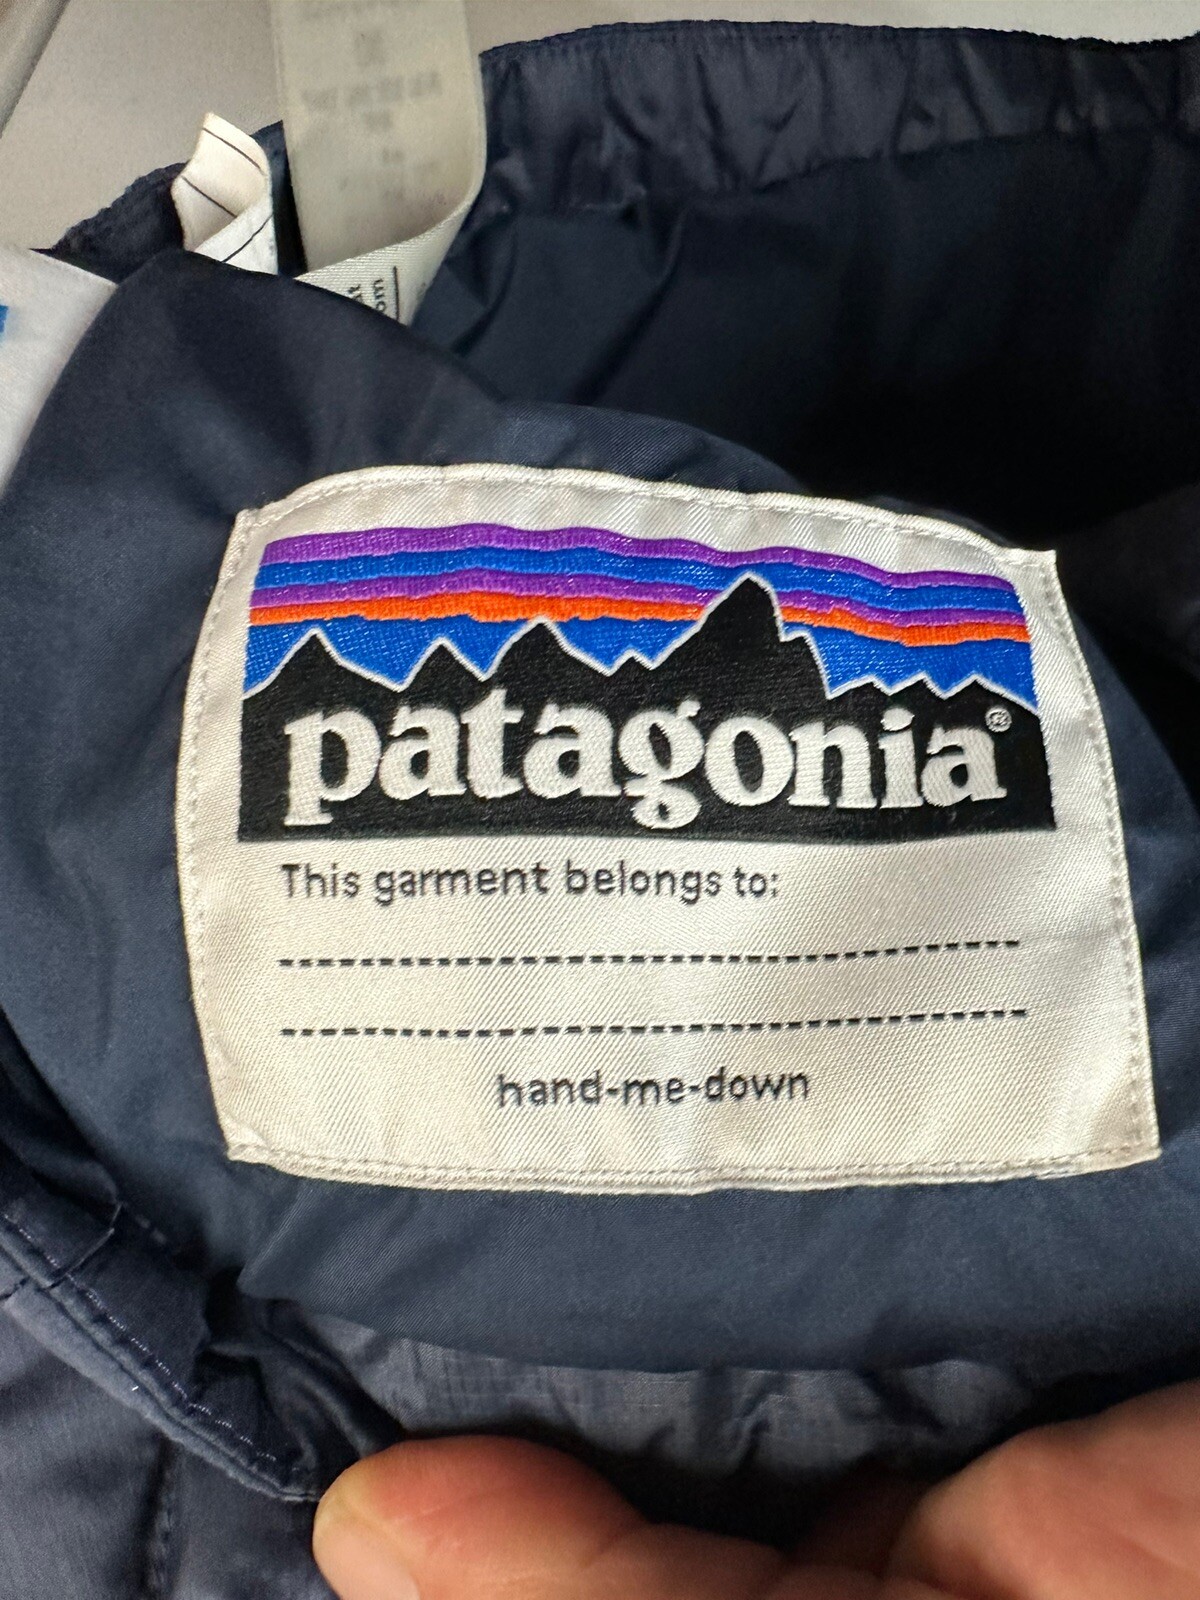 patagonia®
This garment belongs to:
hand-me-down